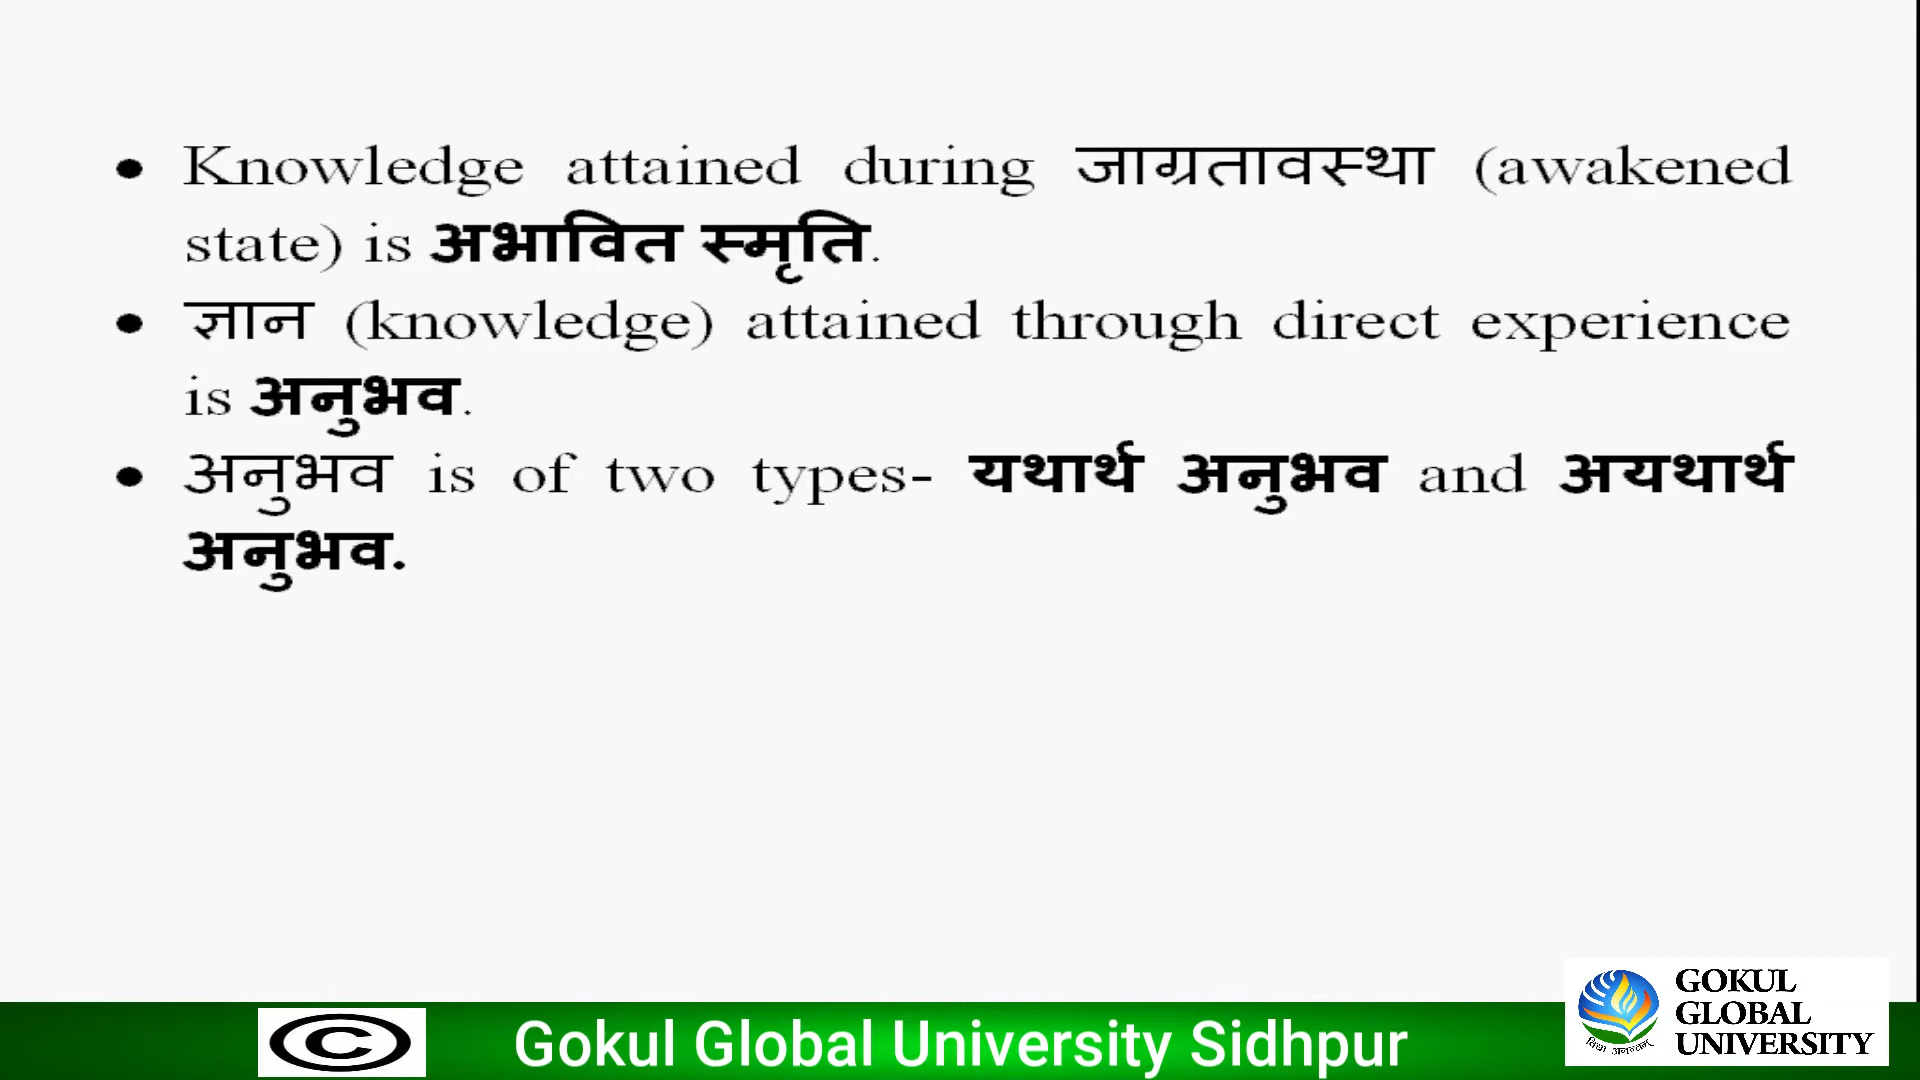 • Knowledge attained during जाग्रतावस्था (awakened
state) is अभावित स्मृति.
• ज्ञान (knowledge) attained through direct experience
is अनुभव.
• अनुभव is of two types- यथार्थ अनुभव and अयथार्थ
अनुभव.
©
Gokul Global University Sidhpur
GOKUL
GLOBAL
UNIVERSITY